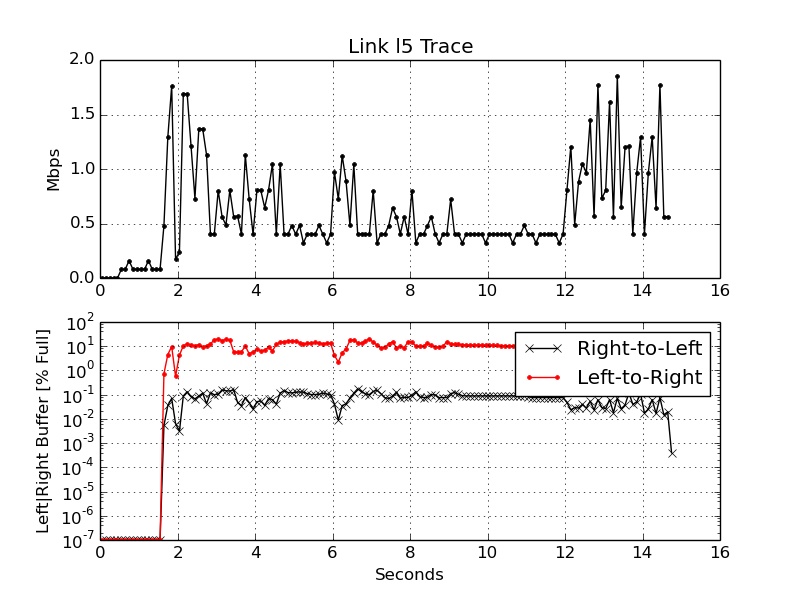 Link l5 Trace
2.0
1.5
1.0
0.5
0.0
Mbps
0 2 4 6 8 10 12 14 16
10^2
10^1
10^0
10^-1
10^-2
10^-3
10^-4
10^-5
10^-6
10^-7
Left|Right Buffer [% Full]
Right-to-Left
Left-to-Right
0 2 4 6 8 10 12 14 16
Seconds